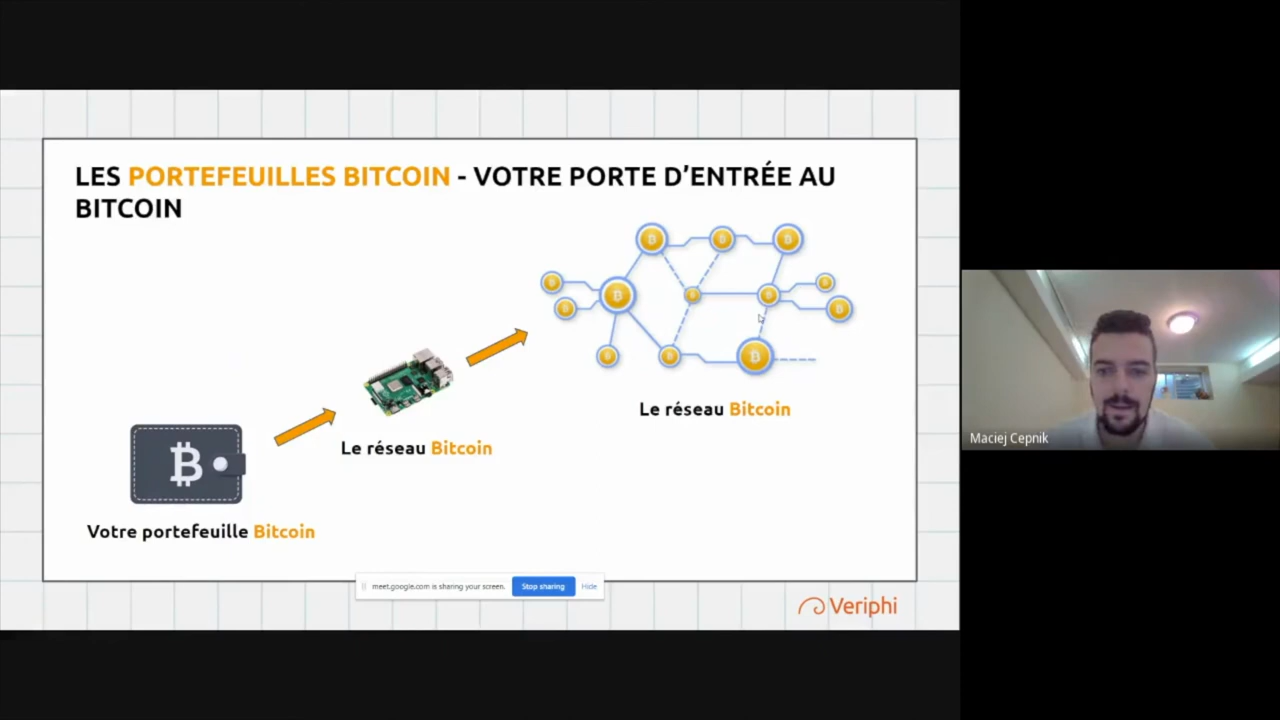 LES PORTEFEUILLES BITCOIN - VOTRE PORTE D'ENTRÉE AU
BITCOIN
Le réseau Bitcoin
Le réseau Bitcoin
Votre portefeuille Bitcoin
meet.google.com is sharing your screen. Stop sharing Hide
Veriphi
Maciej Cepnik